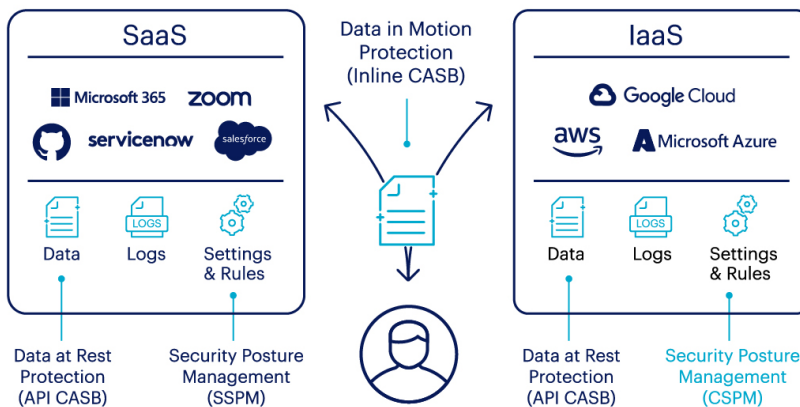 SaaS
Microsoft 365
zoom
servicenow
salesforce
Data
LOGS
Logs
Settings
& Rules
Data at Rest
Protection
(API CASB)
Security Posture
Management
(SSPM)
Data in Motion
Protection
(Inline CASB)
IaaS
Google Cloud
aws
Microsoft Azure
Data
LOGS
Logs
Settings
& Rules
Data at Rest
Protection
(API CASB)
Security Posture
Management
(CSPM)